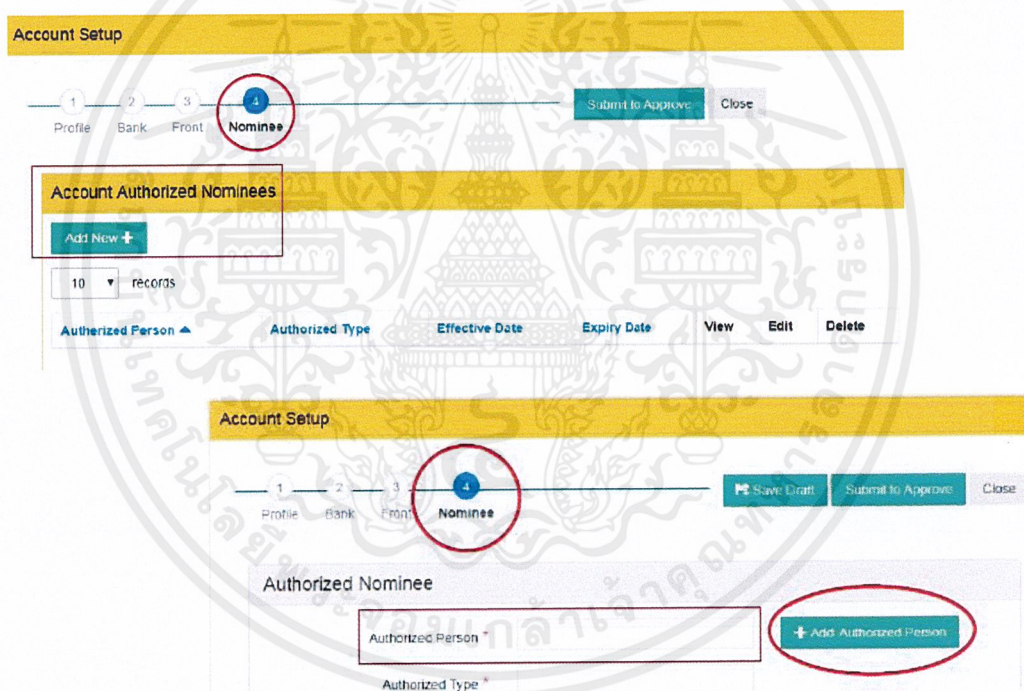 Account Setup
1 2 3 4
Profile Bank Front Nominee
Submit to Approve Close
Account Authorized Nominees
Add New +
10 records
Autherized Person Authorized Type Effective Date Expiry Date View Edit Delete
Account Setup
1 2 3 4
Profile Bank Front Nominee
Save Draft Submit to Approve Close
Authorized Nominee
Authorized Person *
+ Add Authorized Person
Authorized Type *